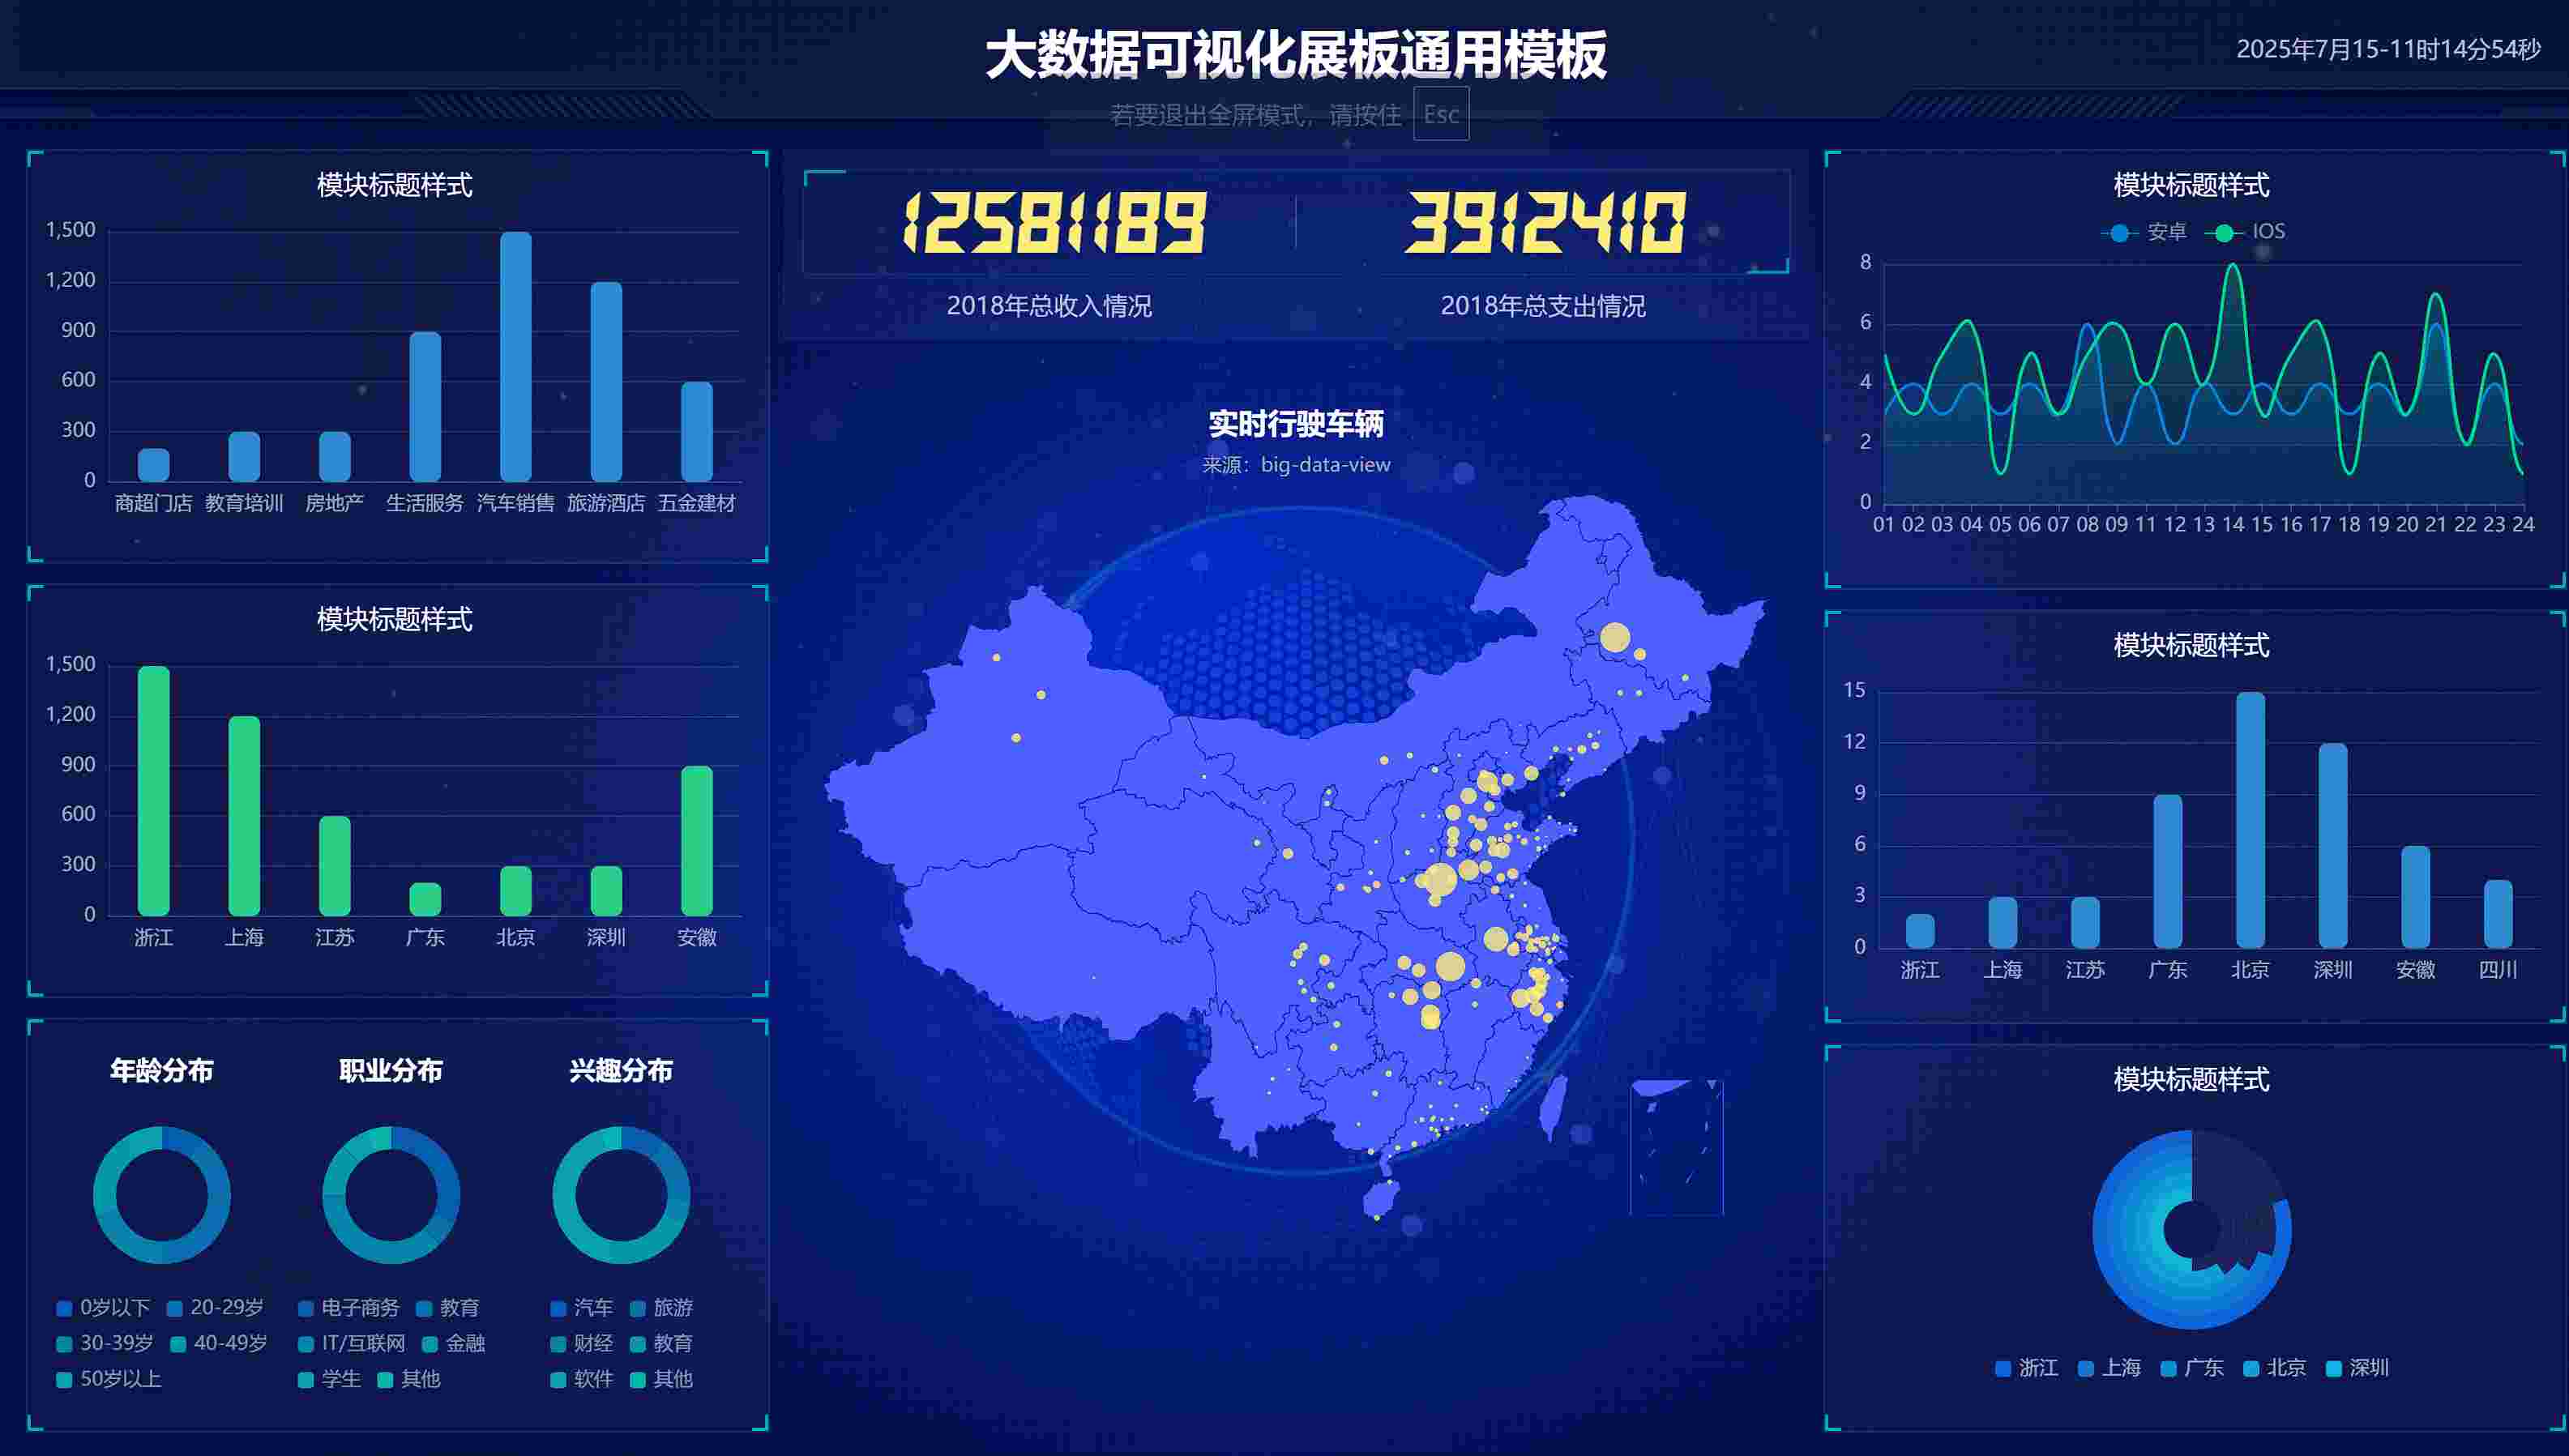 大数据可视化展板通用模板
2025年7月15-11时14分54秒
若要退出全屏模式，请按住 Esc
模块标题样式
1,500
1,200
900
600
300
0
商超门店 教育培训 房地产 生活服务 汽车销售 旅游酒店 五金建材
模块标题样式
1,500
1,200
900
600
300
0
浙江 上海 江苏 广东 北京 深圳 安徽
年龄分布
0岁以下 20-29岁
30-39岁 40-49岁
50岁以上
职业分布
电子商务 教育
IT/互联网 金融
学生 其他
兴趣分布
汽车 旅游
财经 教育
软件 其他
12581189 3912410
2018年总收入情况 2018年总支出情况
实时行驶车辆
来源：big-data-view
模块标题样式
安卓 IOS
8
6
4
2
0
01 02 03 04 05 06 07 08 09 11 12 13 14 15 16 17 18 19 20 21 22 23 24
模块标题样式
15
12
9
6
3
0
浙江 上海 江苏 广东 北京 深圳 安徽 四川
模块标题样式
浙江 上海 广东 北京 深圳